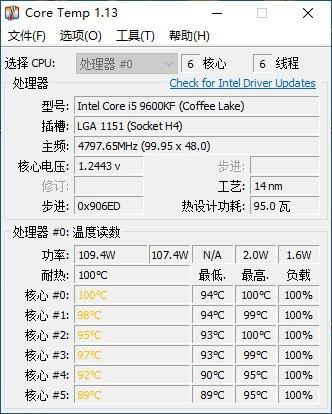 Core Temp 1.13
文件(F) 选项(O) 工具(T) 帮助(H)
选择 CPU: 处理器 #0 6 核心 6 线程
处理器 Check for Intel Driver Updates
型号: Intel Core i5 9600KF (Coffee Lake)
插槽: LGA 1151 (Socket H4)
主频: 4797.65MHz (99.95 x 48.0)
核心电压: 1.2443 v 步进:
修订: 工艺: 14 nm
步进: 0x906ED 热设计功耗: 95.0 瓦
处理器 #0: 温度读数
功率: 109.4W 107.4W N/A 2.0W 1.6W
耐热: 100℃ 最低. 最高. 负载
核心 #0: 100℃ 94℃ 100℃ 100%
核心 #1: 98℃ 94℃ 99℃ 100%
核心 #2: 95℃ 93℃ 100℃ 100%
核心 #3: 97℃ 93℃ 99℃ 100%
核心 #4: 92℃ 90℃ 95℃ 100%
核心 #5: 89℃ 89℃ 95℃ 100%